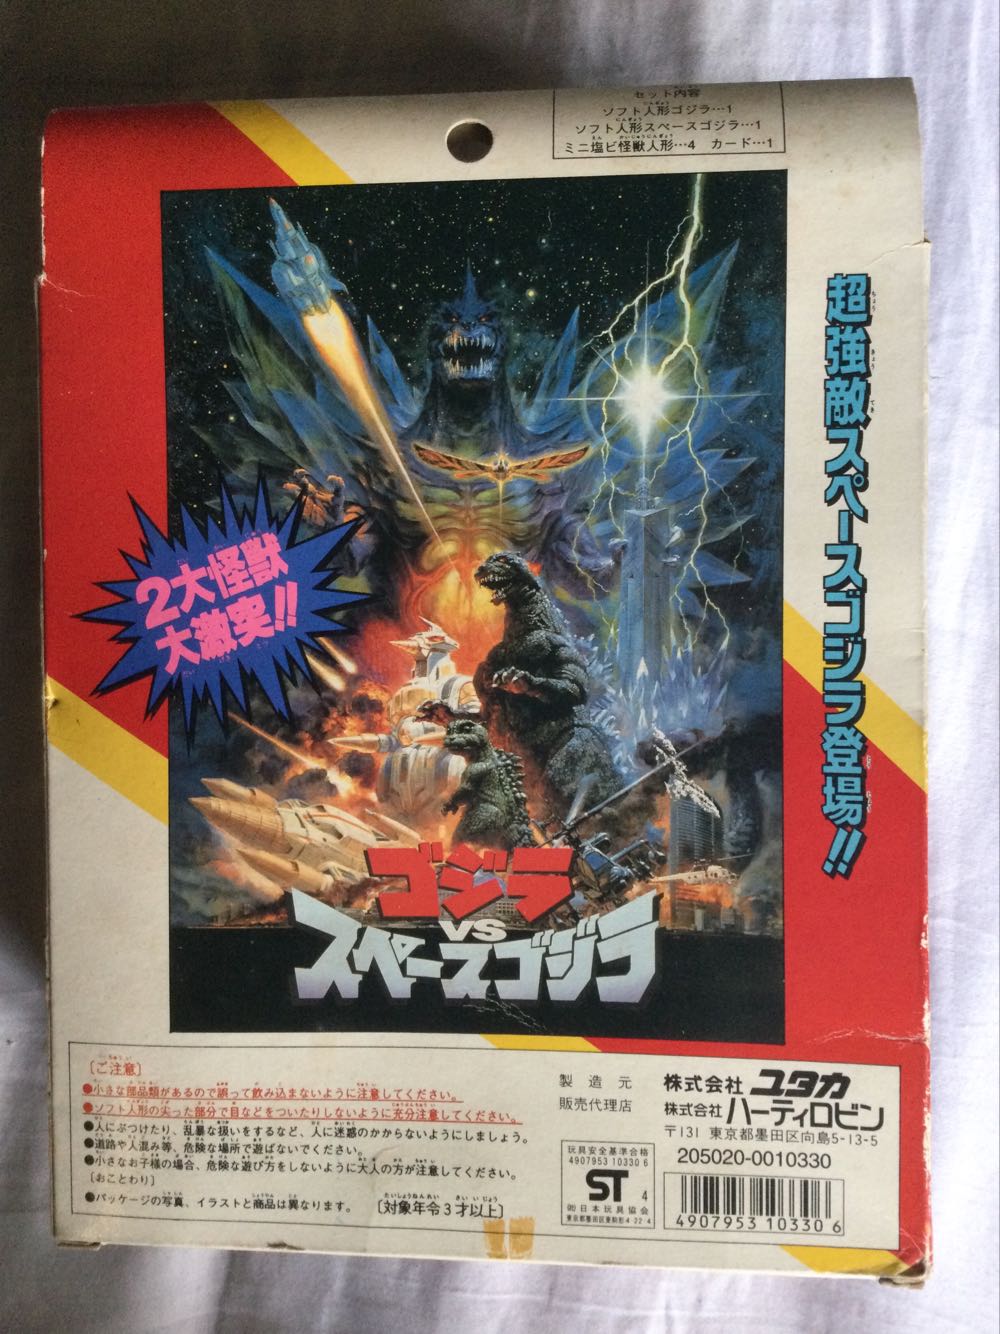 セット内容
ソフト人形ゴジラ…1
ソフト人形スペースゴジラ…1
ミニ塩ビ怪獣人形…4 カード…1
超強敵スペースゴジラ登場!!
2大怪獣
大激突!!
ゴジラ
VS
スペースゴジラ
〔ご注意〕
●小さな部品類があるので誤って飲み込まないように注意してください。
●ソフト人形の尖った部分で目などをついたりしないように充分注意してください。
●人にぶつけたり、乱暴な扱いをするなど、人に迷惑のかからないようにしましょう。
●道路や人混み等、危険な場所で遊ばないでください。
●小さなお子様の場合、危険な遊び方をしないように大人の方が注意してください。
〔おことわり〕
●パッケージの写真、イラストと商品は異なります。 〔対象年令3才以上〕
製造元 株式会社 ユタカ
販売代理店 株式会社 ハーティロビン
〒131 東京都墨田区向島5-13-5
205020-0010330
玩具安全基準合格
4907953 10330 6
ST 4
㈳日本玩具協会
東京都墨田区東駒形4 22 4
4 907953 10330 6